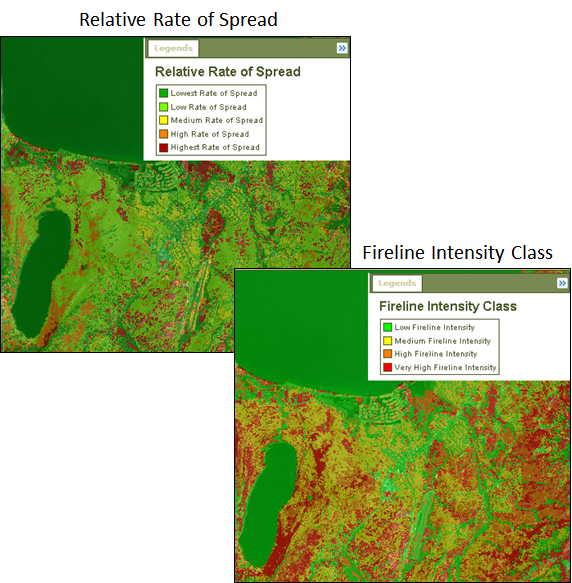 Relative Rate of Spread
Legends
Relative Rate of Spread
Lowest Rate of Spread
Low Rate of Spread
Medium Rate of Spread
High Rate of Spread
Highest Rate of Spread
Fireline Intensity Class
Legends
Fireline Intensity Class
Low Fireline Intensity
Medium Fireline Intensity
High Fireline Intensity
Very High Fireline Intensity